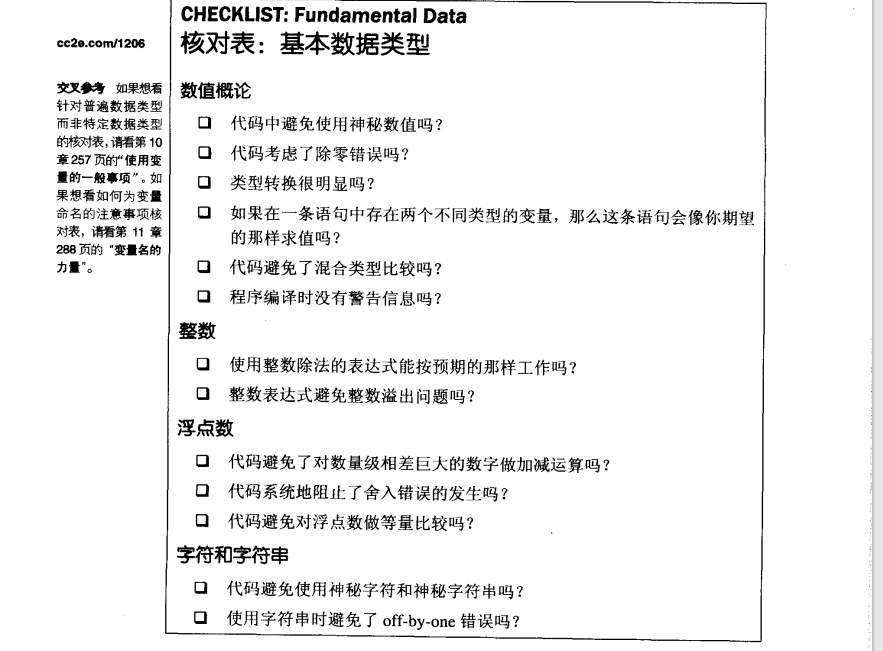 CHECKLIST: Fundamental Data
核对表：基本数据类型
cc2e.com/1206
交叉参考 如果想看
针对普遍数据类型
而非特定数据类型
的核对表，请看第 10
章 257 页的“使用变
量的一般事项”。如
果想看如何为变量
命名的注意事项核
对表，请看第 11 章
288 页的 “变量名的
力量”。
数值概论
❑ 代码中避免使用神秘数值吗？
❑ 代码考虑了除零错误吗？
❑ 类型转换很明显吗？
❑ 如果在一条语句中存在两个不同类型的变量，那么这条语句会像你期望
的那样求值吗？
❑ 代码避免了混合类型比较吗？
❑ 程序编译时没有警告信息吗？
整数
❑ 使用整数除法的表达式能按预期的那样工作吗？
❑ 整数表达式避免整数溢出问题吗？
浮点数
❑ 代码避免了对数量级相差巨大的数字做加减运算吗？
❑ 代码系统地阻止了舍入错误的发生吗？
❑ 代码避免对浮点数做等量比较吗？
字符和字符串
❑ 代码避免使用神秘字符和神秘字符串吗？
❑ 使用字符串时避免了 off-by-one 错误吗？